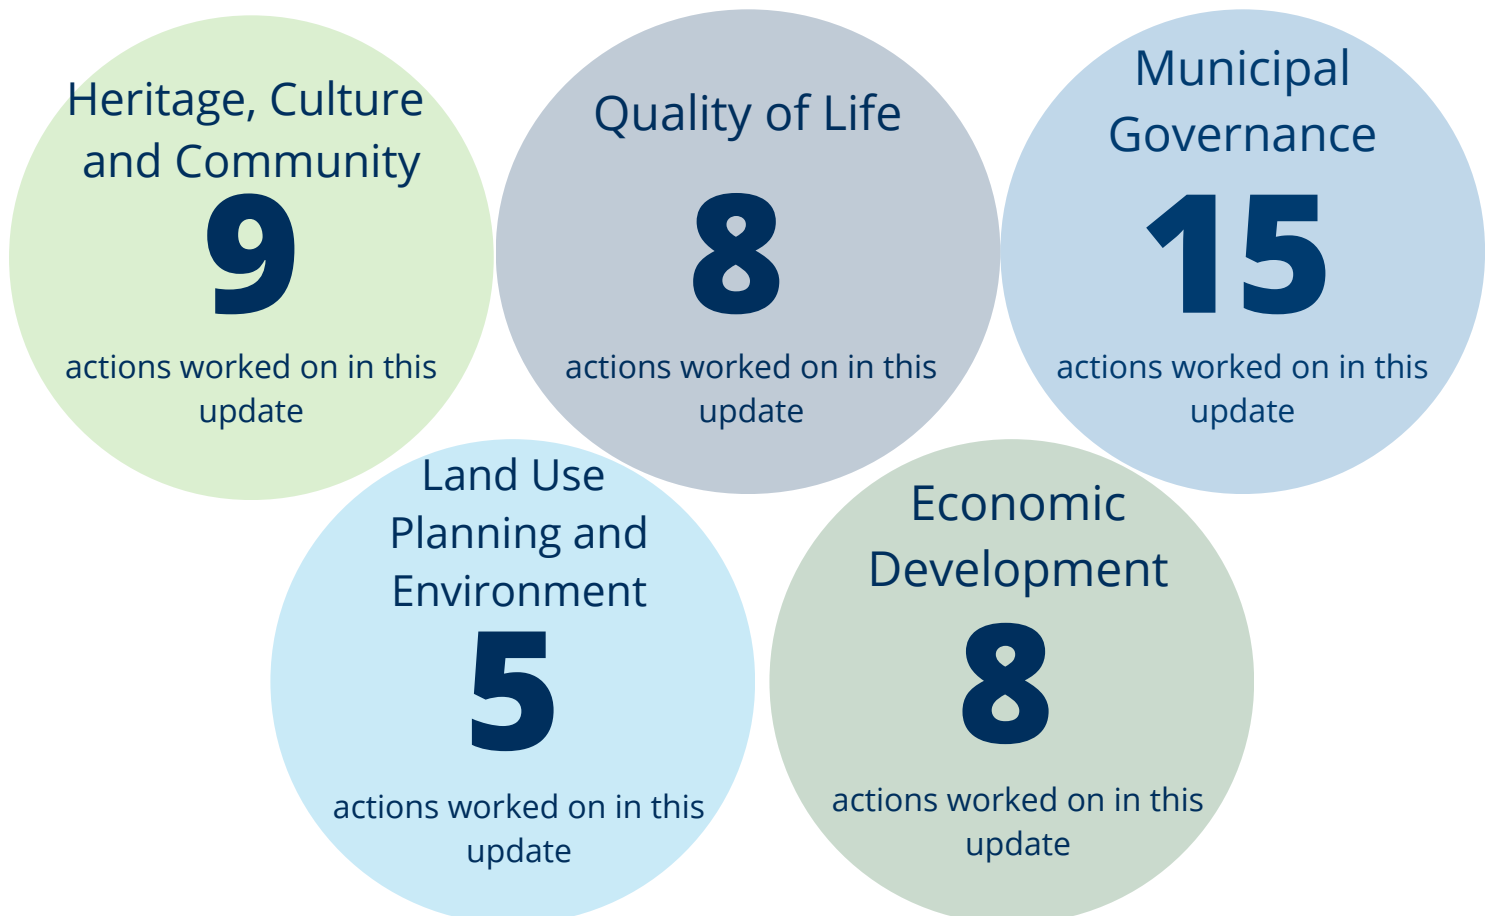 Heritage, Culture
and Community
9
actions worked on in this
update
Quality of Life
8
actions worked on in this
update
Municipal
Governance
15
actions worked on in this
update
Land Use
Planning and
Environment
5
actions worked on in this
update
Economic
Development
8
actions worked on in this
update